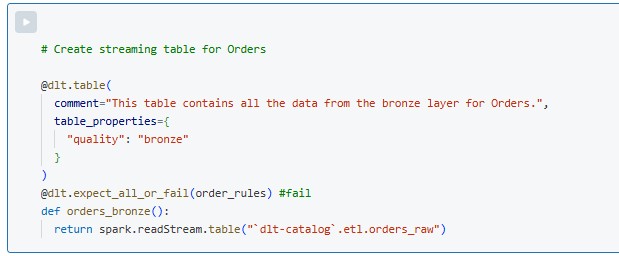 # Create streaming table for Orders
@dlt.table(
comment="This table contains all the data from the bronze layer for Orders.",
table_properties={
"quality": "bronze"
}
)
@dlt.expect_all_or_fail(order_rules) #fail
def orders_bronze():
return spark.readStream.table("`dlt-catalog`.etl.orders_raw")